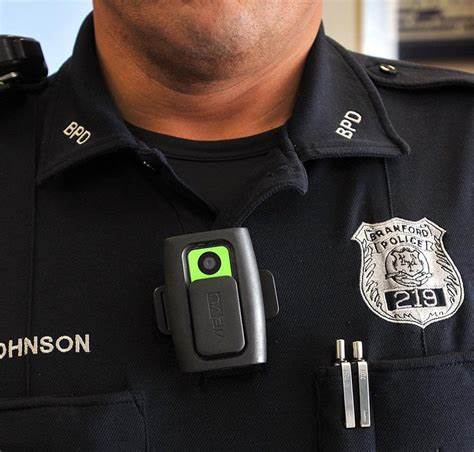 BPD
BPD
BRANFORD
POLICE
219
VIEVU
OHNSON